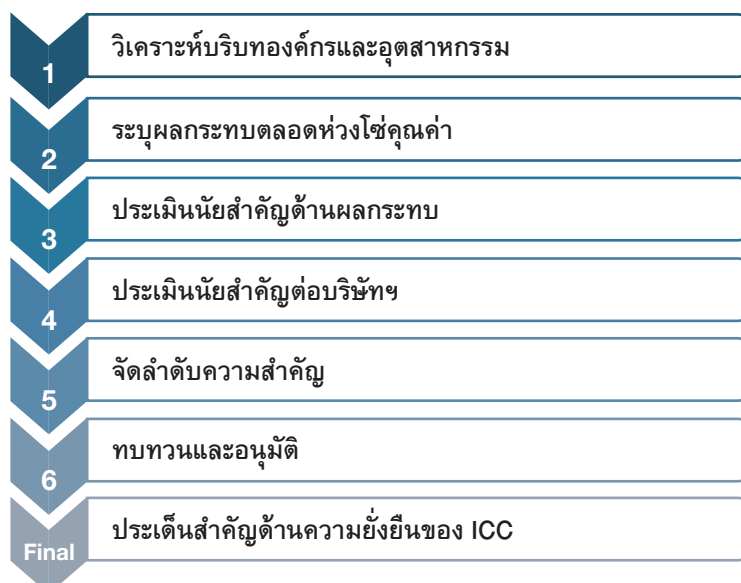 1
วิเคราะห์บริบทองค์กรและอุตสาหกรรม
2
ระบุผลกระทบตลอดห่วงโซ่คุณค่า
3
ประเมินนัยสำคัญด้านผลกระทบ
4
ประเมินนัยสำคัญต่อบริษัทฯ
5
จัดลำดับความสำคัญ
6
ทบทวนและอนุมัติ
Final
ประเด็นสำคัญด้านความยั่งยืนของ ICC